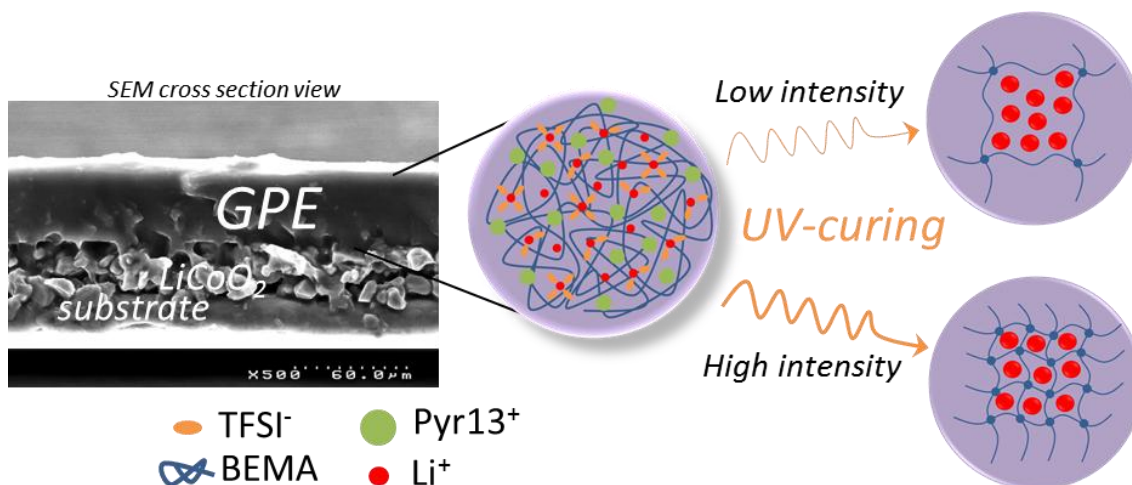 SEM cross section view
GPE
LiCoO₂
substrate
X500 60.0μm
Low intensity
UV-curing
High intensity
TFSI⁻
Pyr13⁺
BEMA
Li⁺